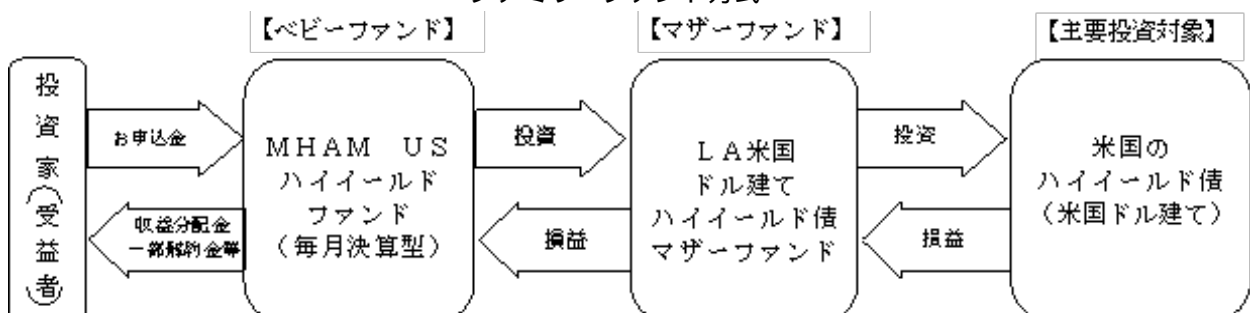 【ベビーファンド】
【マザーファンド】
【主要投資対象】
投資家(受益者)
お申込金
収益分配金
一部解約金等
MHAM US
ハイイールド
ファンド
(毎月決算型)
投資
損益
LA米国
ドル建て
ハイイールド債
マザーファンド
投資
損益
米国の
ハイイールド債
(米国ドル建て)